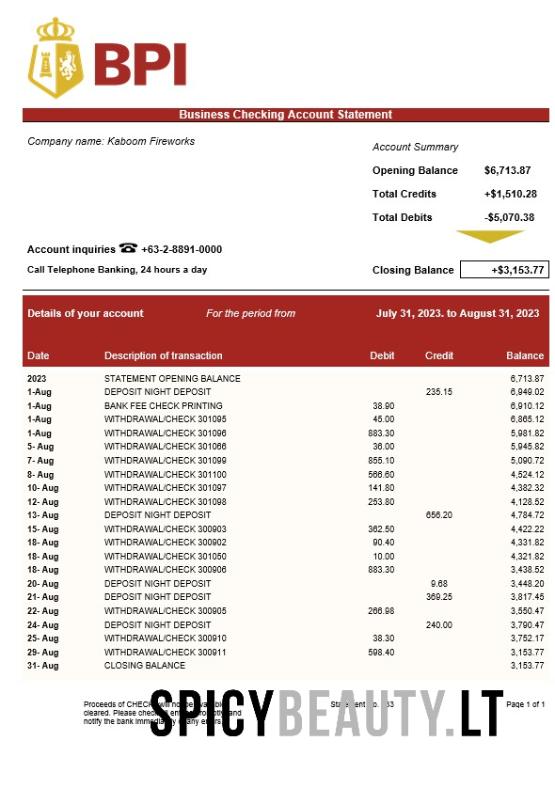 BPI
Business Checking Account Statement
Company name: Kaboom Fireworks
Account Summary
Opening Balance $6,713.87
Total Credits +$1,510.28
Total Debits -$5,070.38
Account inquiries ☎ +63-2-8891-0000
Call Telephone Banking, 24 hours a day
Closing Balance +$3,153.77
Details of your account For the period from July 31, 2023. to August 31, 2023
Date Description of transaction Debit Credit Balance
2023 STATEMENT OPENING BALANCE 6,713.87
1-Aug DEPOSIT NIGHT DEPOSIT 235.15 6,949.02
1-Aug BANK FEE CHECK PRINTING 38.90 6,910.12
1-Aug WITHDRAWAL/CHECK 301095 45.00 6,865.12
1-Aug WITHDRAWAL/CHECK 301096 883.30 5,981.82
5- Aug WITHDRAWAL/CHECK 301066 36.00 5,945.82
7- Aug WITHDRAWAL/CHECK 301099 855.10 5,090.72
8- Aug WITHDRAWAL/CHECK 301100 566.60 4,524.12
10- Aug WITHDRAWAL/CHECK 301097 141.80 4,382.32
12- Aug WITHDRAWAL/CHECK 301098 253.80 4,128.52
13- Aug DEPOSIT NIGHT DEPOSIT 656.20 4,784.72
15- Aug WITHDRAWAL/CHECK 300903 362.50 4,422.22
18- Aug WITHDRAWAL/CHECK 300902 90.40 4,331.82
18- Aug WITHDRAWAL/CHECK 301050 10.00 4,321.82
18- Aug WITHDRAWAL/CHECK 300906 883.30 3,438.52
20- Aug DEPOSIT NIGHT DEPOSIT 9.68 3,448.20
21- Aug DEPOSIT NIGHT DEPOSIT 369.25 3,817.45
22- Aug WITHDRAWAL/CHECK 300905 266.98 3,550.47
24- Aug DEPOSIT NIGHT DEPOSIT 240.00 3,790.47
25- Aug WITHDRAWAL/CHECK 300910 38.30 3,752.17
29- Aug WITHDRAWAL/CHECK 300911 598.40 3,153.77
31- Aug CLOSING BALANCE 3,153.77
Proceeds of will Page 1 of 1
cleared. Please
notify the bank
SPICYBEAUTY.LT